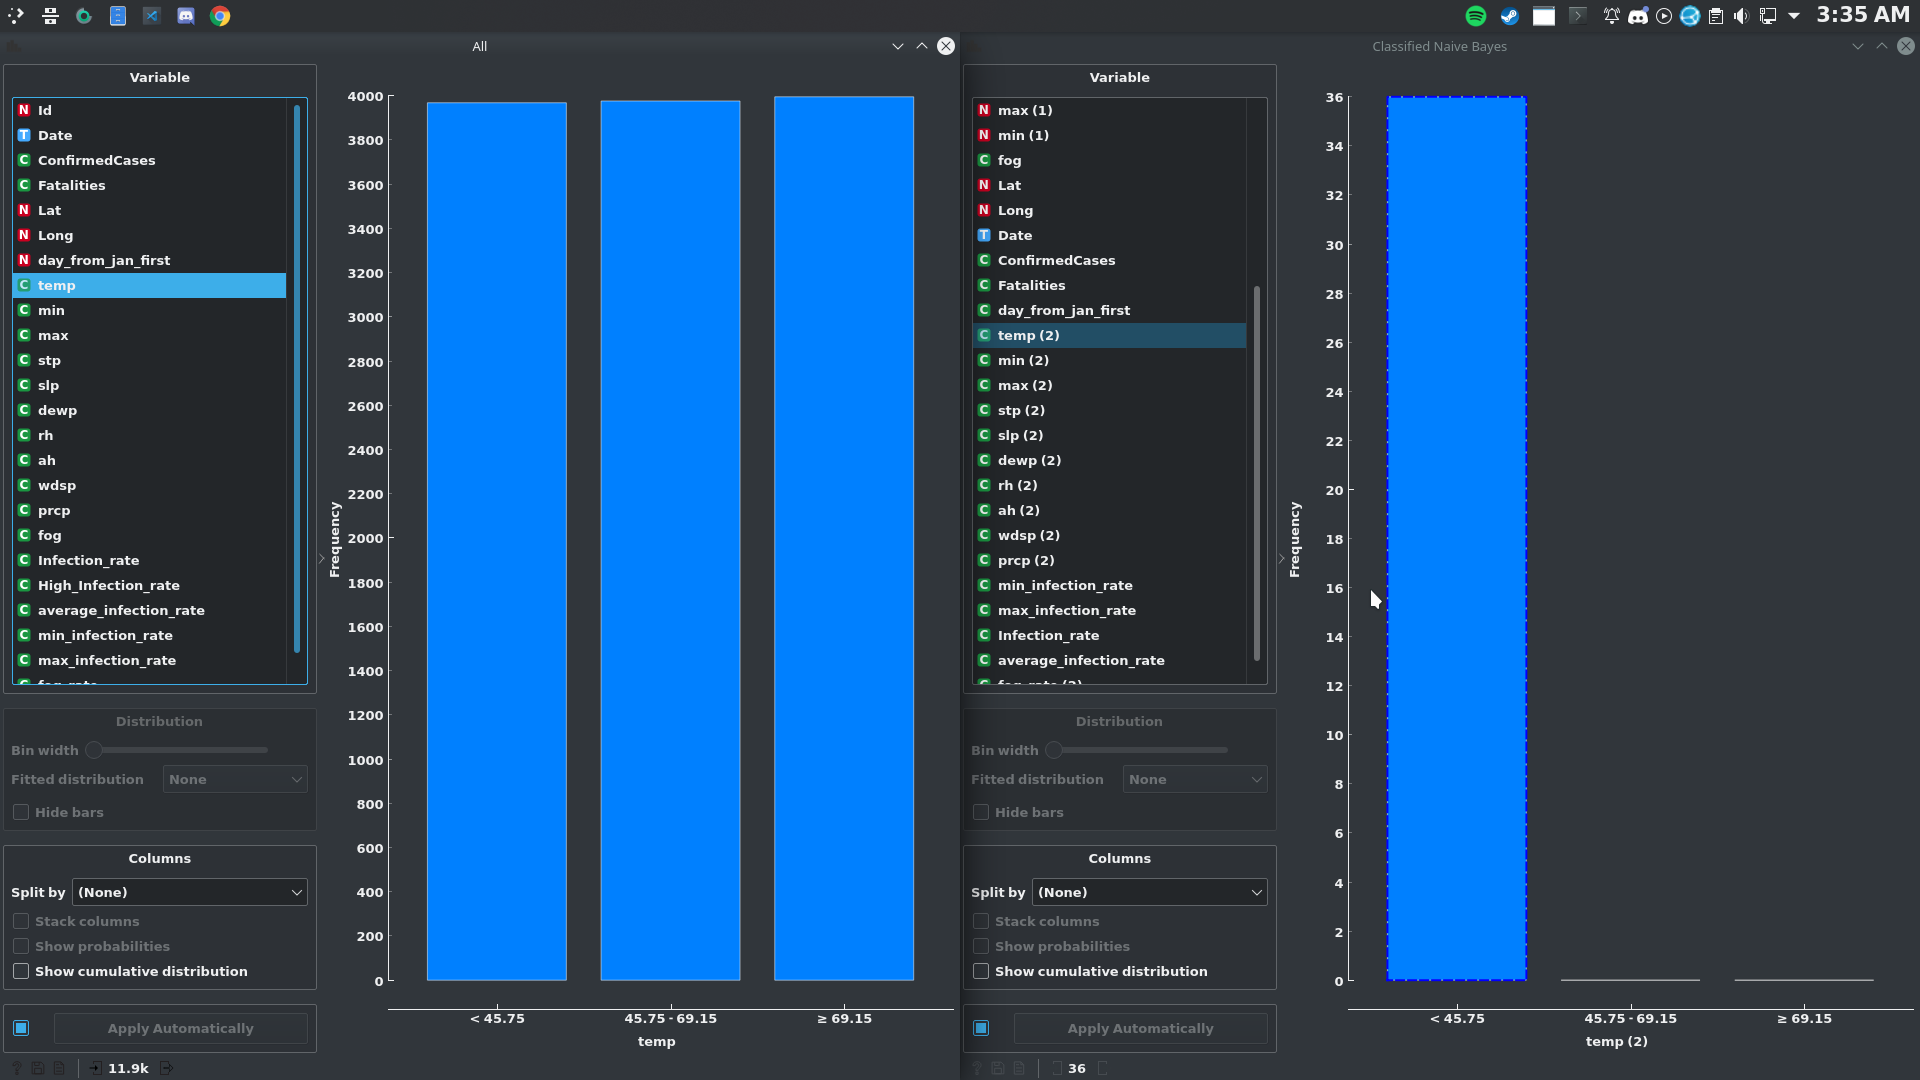 3:35 AM
All
Variable
N Id
T Date
C ConfirmedCases
C Fatalities
N Lat
N Long
N day_from_jan_first
C temp
C min
C max
C stp
C slp
C dewp
C rh
C ah
C wdsp
C prcp
C fog
C Infection_rate
C High_Infection_rate
C average_infection_rate
C min_infection_rate
C max_infection_rate
Distribution
Bin width
Fitted distribution None
Hide bars
Columns
Split by (None)
Stack columns
Show probabilities
Show cumulative distribution
Apply Automatically
11.9k
Frequency
4000
3800
3600
3400
3200
3000
2800
2600
2400
2200
2000
1800
1600
1400
1200
1000
800
600
400
200
0
< 45.75 45.75 - 69.15 ≥ 69.15
temp
Classified Naive Bayes
Variable
N max (1)
N min (1)
C fog
N Lat
N Long
T Date
C ConfirmedCases
C Fatalities
C day_from_jan_first
C temp (2)
C min (2)
C max (2)
C stp (2)
C slp (2)
C dewp (2)
C rh (2)
C ah (2)
C wdsp (2)
C prcp (2)
C min_infection_rate
C max_infection_rate
C Infection_rate
C average_infection_rate
Distribution
Bin width
Fitted distribution None
Hide bars
Columns
Split by (None)
Stack columns
Show probabilities
Show cumulative distribution
Apply Automatically
36
Frequency
36
34
32
30
28
26
24
22
20
18
16
14
12
10
8
6
4
2
0
< 45.75 45.75 - 69.15 ≥ 69.15
temp (2)